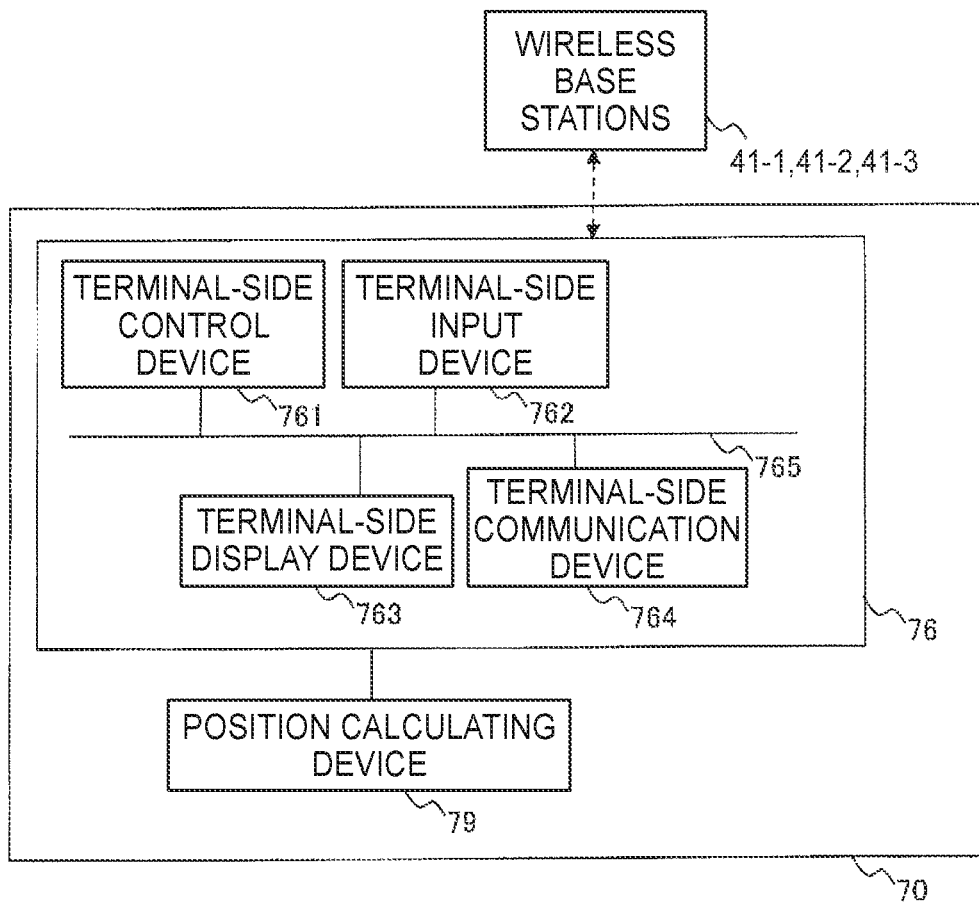 WIRELESS
BASE
STATIONS
41-1,41-2,41-3
TERMINAL-SIDE
CONTROL
DEVICE
761
TERMINAL-SIDE
INPUT
DEVICE
762
765
TERMINAL-SIDE
DISPLAY DEVICE
763
TERMINAL-SIDE
COMMUNICATION
DEVICE
764
76
POSITION CALCULATING
DEVICE
79
70